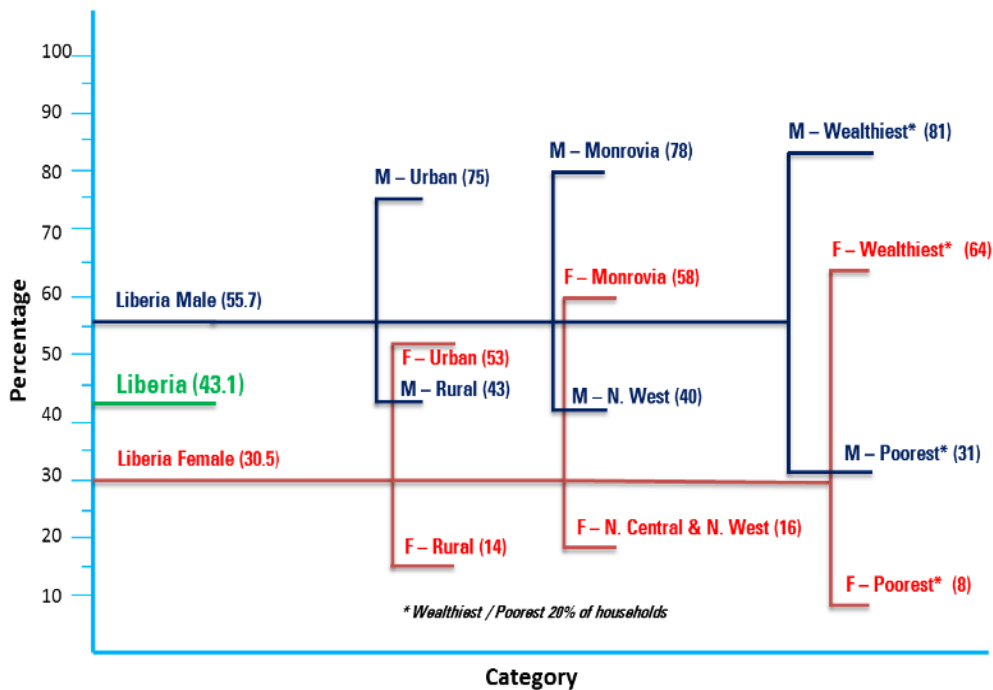 100
90
M – Wealthiest* (81)
80
M – Monrovia (78)
M – Urban (75)
70
F – Wealthiest* (64)
60
F – Monrovia (58)
Liberia Male (55.7)
50
F – Urban (53)
Liberia (43.1)
M – Rural (43)
M – N. West (40)
40
Liberia Female (30.5)
M – Poorest* (31)
30
20
F – Rural (14)
F – N. Central & N. West (16)
10
F – Poorest* (8)
* Wealthiest / Poorest 20% of households
Percentage
Category